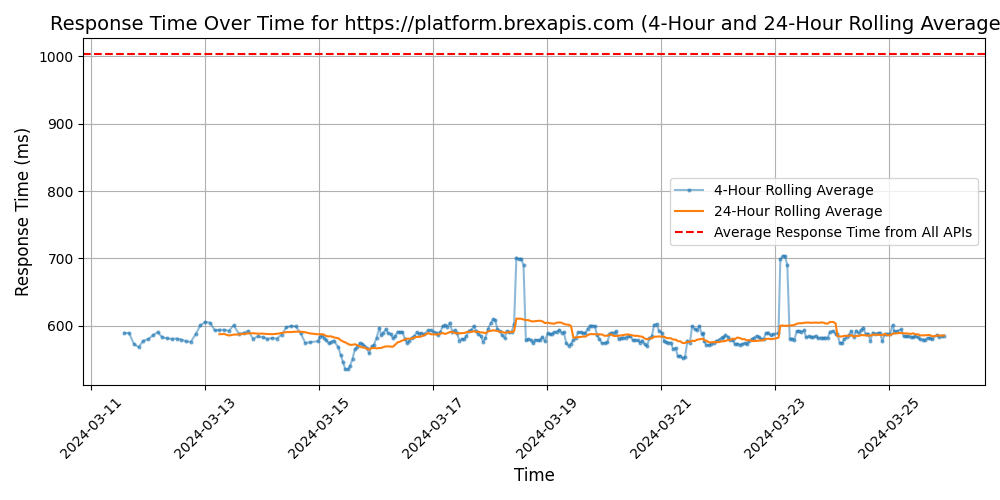 Response Time Over Time for https://platform.brexapis.com (4-Hour and 24-Hour Rolling Average
Response Time (ms)
1000
900
800
700
600
4-Hour Rolling Average
24-Hour Rolling Average
Average Response Time from All APIs
2024-03-11
2024-03-13
2024-03-15
2024-03-17
2024-03-19
2024-03-21
2024-03-23
2024-03-25
Time